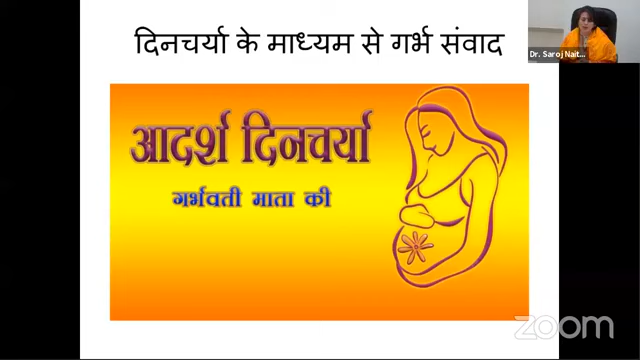 दिनचर्या के माध्यम से गर्भ संवाद
Dr. Saroj Nait...
आदर्श दिनचर्या
गर्भवती माता की
zoom